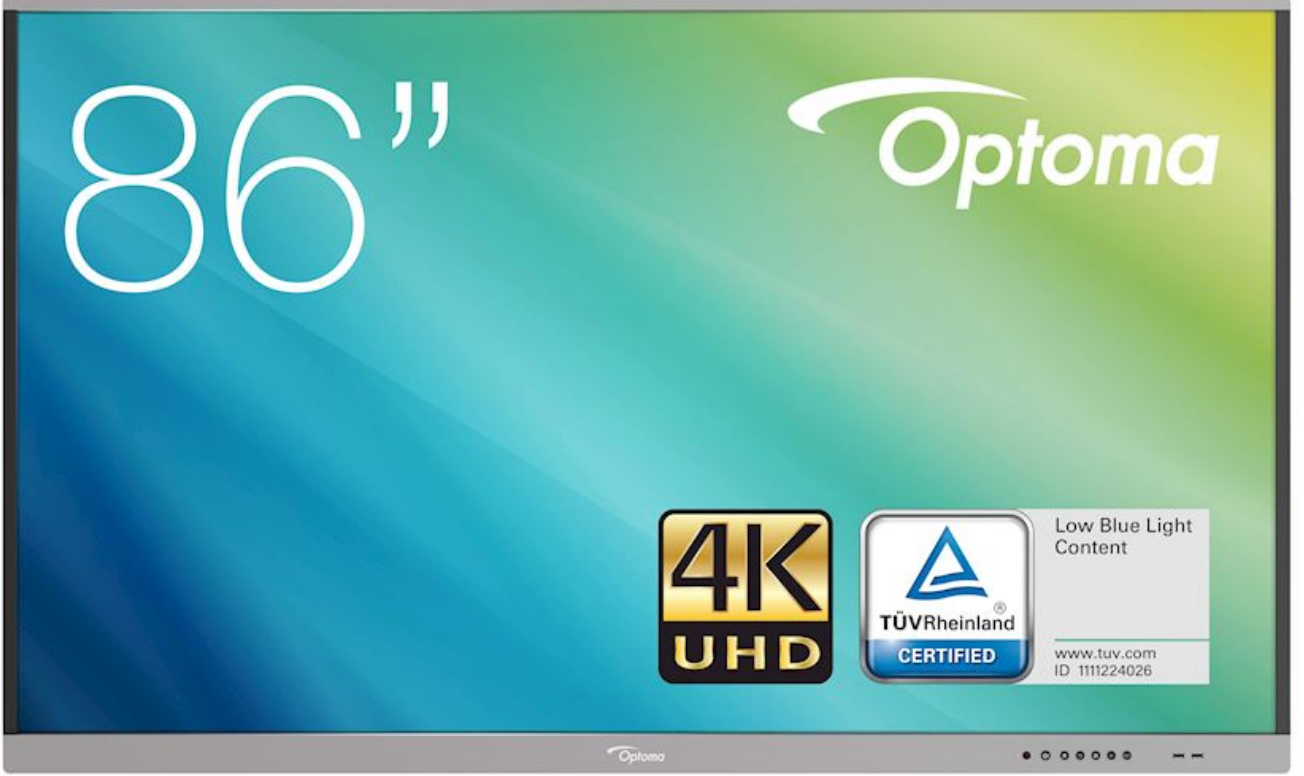 86”
Optoma
4K
UHD
TÜVRheinland®
CERTIFIED
Low Blue Light
Content
www.tuv.com
ID 1111224026
Optoma